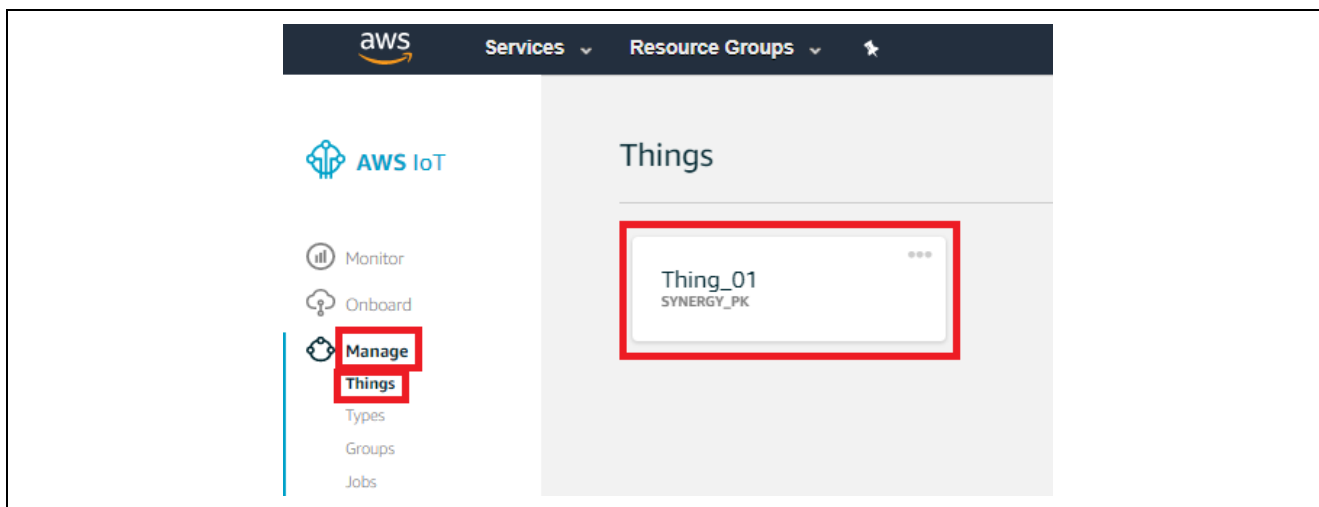 aws Services Resource Groups
AWS IoT
Things
Monitor
Thing_01
SYNERGY_PK
Onboard
Manage
Things
Types
Groups
Jobs